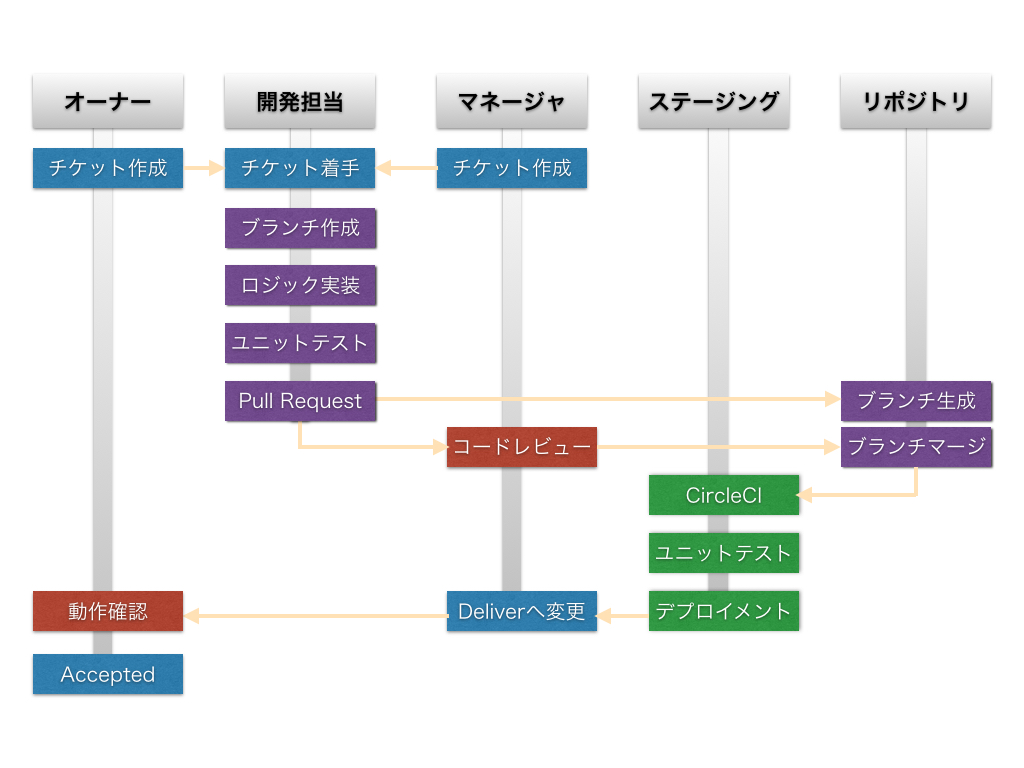 オーナー
開発担当
マネージャ
ステージング
リポジトリ
チケット作成
チケット着手
チケット作成
ブランチ作成
ロジック実装
ユニットテスト
Pull Request
ブランチ生成
コードレビュー
ブランチマージ
CircleCI
ユニットテスト
動作確認
Deliverへ変更
デプロイメント
Accepted